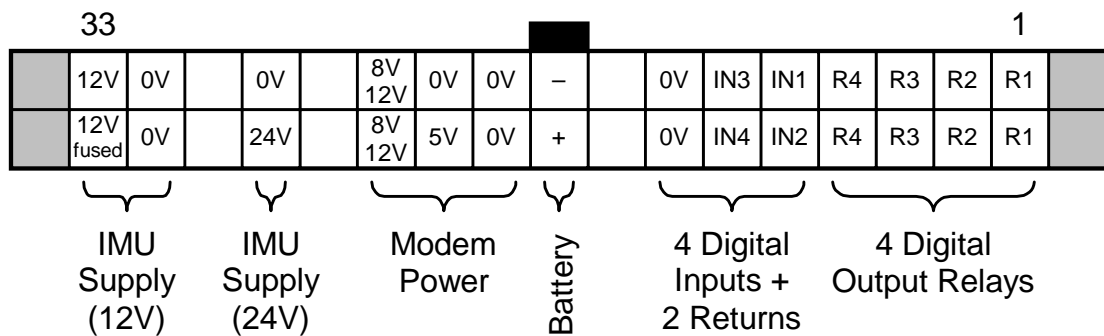 33 1
12V 0V 0V 8V 12V 0V 0V – 0V IN3 IN1 R4 R3 R2 R1
12V fused 0V 24V 8V 12V 5V 0V + 0V IN4 IN2 R4 R3 R2 R1
IMU Supply (12V)
IMU Supply (24V)
Modem Power
Battery
4 Digital Inputs + 2 Returns
4 Digital Output Relays